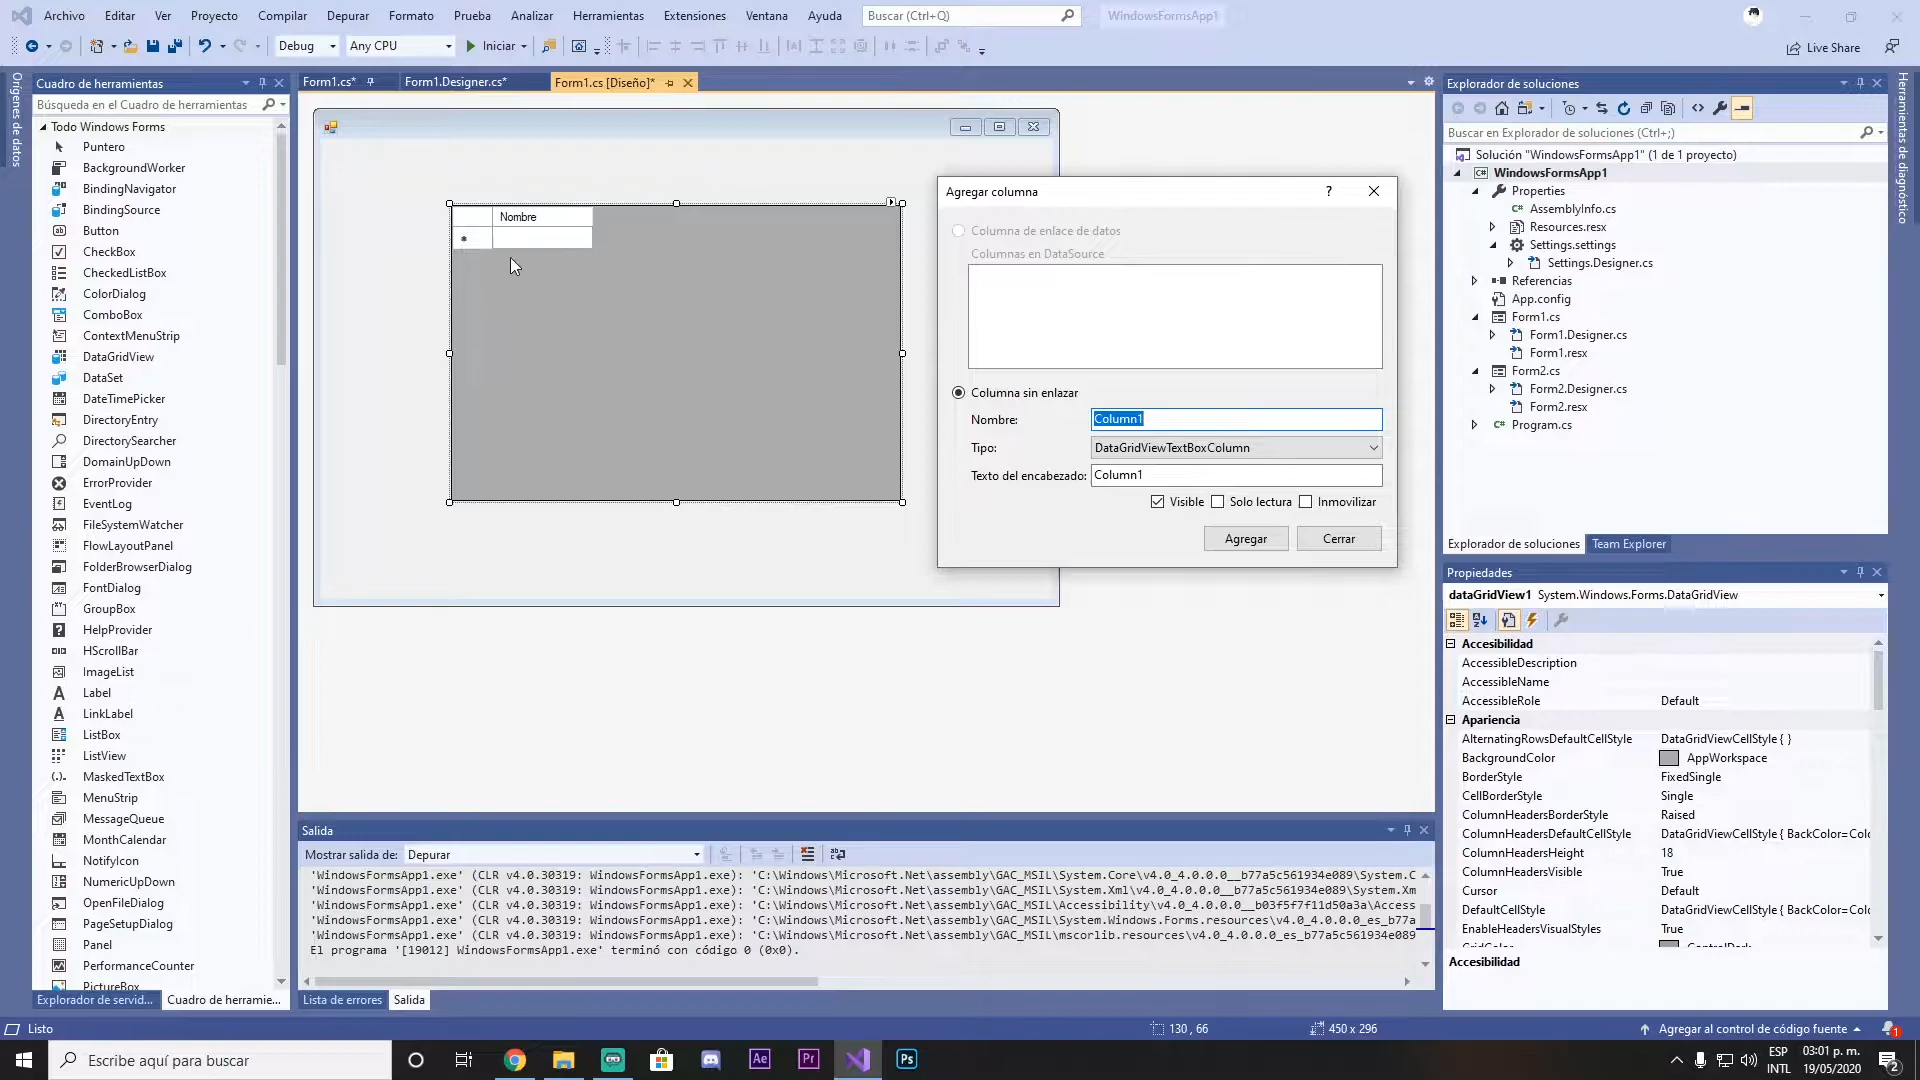 Archivo Editar Ver Proyecto Compilar Depurar Formato Prueba Analizar Herramientas Extensiones Ventana Ayuda Buscar (Ctrl+Q) WindowsFormsApp1
Debug Any CPU Iniciar Live Share
Orígenes de datos
Cuadro de herramientas
Búsqueda en el Cuadro de herramientas
Todo Windows Forms
Puntero
BackgroundWorker
BindingNavigator
BindingSource
Button
CheckBox
CheckedListBox
ColorDialog
ComboBox
ContextMenuStrip
DataGridView
DataSet
DateTimePicker
DirectoryEntry
DirectorySearcher
DomainUpDown
ErrorProvider
EventLog
FileSystemWatcher
FlowLayoutPanel
FolderBrowserDialog
FontDialog
GroupBox
HelpProvider
HScrollBar
ImageList
Label
LinkLabel
ListBox
ListView
MaskedTextBox
MenuStrip
MessageQueue
MonthCalendar
NotifyIcon
NumericUpDown
OpenFileDialog
PageSetupDialog
Panel
PerformanceCounter
PictureBox
Explorador de servid... Cuadro de herramie...
Form1.cs* Form1.Designer.cs* Form1.cs [Diseño]*
Nombre
*
Agregar columna ?
Columna de enlace de datos
Columnas en DataSource
Columna sin enlazar
Nombre: Column1
Tipo: DataGridViewTextBoxColumn
Texto del encabezado: Column1
Visible Solo lectura Inmovilizar
Agregar Cerrar
Salida
Mostrar salida de: Depurar
'WindowsFormsApp1.exe' (CLR v4.0.30319: WindowsFormsApp1.exe): 'C:\Windows\Microsoft.Net\assembly\GAC_MSIL\System.Core\v4.0_4.0.0.0__b77a5c561934e089\System.C
'WindowsFormsApp1.exe' (CLR v4.0.30319: WindowsFormsApp1.exe): 'C:\Windows\Microsoft.Net\assembly\GAC_MSIL\System.Xml\v4.0_4.0.0.0__b77a5c561934e089\System.Xm
'WindowsFormsApp1.exe' (CLR v4.0.30319: WindowsFormsApp1.exe): 'C:\Windows\Microsoft.Net\assembly\GAC_MSIL\Accessibility\v4.0_4.0.0.0__b03f5f7f11d50a3a\Access
'WindowsFormsApp1.exe' (CLR v4.0.30319: WindowsFormsApp1.exe): 'C:\Windows\Microsoft.Net\assembly\GAC_MSIL\System.Windows.Forms.resources\v4.0_4.0.0.0_es_b77a
'WindowsFormsApp1.exe' (CLR v4.0.30319: WindowsFormsApp1.exe): 'C:\Windows\Microsoft.Net\assembly\GAC_MSIL\mscorlib.resources\v4.0_4.0.0.0_es_b77a5c561934e089
El programa '[19012] WindowsFormsApp1.exe' terminó con código 0 (0x0).
Lista de errores Salida
Explorador de soluciones
Buscar en Explorador de soluciones (Ctrl+;)
Solución "WindowsFormsApp1" (1 de 1 proyecto)
WindowsFormsApp1
Properties
AssemblyInfo.cs
Resources.resx
Settings.settings
Settings.Designer.cs
Referencias
App.config
Form1.cs
Form1.Designer.cs
Form1.resx
Form2.cs
Form2.Designer.cs
Form2.resx
Program.cs
Explorador de soluciones Team Explorer
Herramientas de diagnóstico
Propiedades
dataGridView1 System.Windows.Forms.DataGridView
Accesibilidad
AccessibleDescription
AccessibleName
AccessibleRole Default
Apariencia
AlternatingRowsDefaultCellStyle DataGridViewCellStyle { }
BackgroundColor AppWorkspace
BorderStyle FixedSingle
CellBorderStyle Single
ColumnHeadersBorderStyle Raised
ColumnHeadersDefaultCellStyle DataGridViewCellStyle { BackColor=Colo
ColumnHeadersHeight 18
ColumnHeadersVisible True
Cursor Default
DefaultCellStyle DataGridViewCellStyle { BackColor=Colo
EnableHeadersVisualStyles True
GridColor ControlDark
Accesibilidad
Listo 130 , 66 450 x 296 Agregar al control de código fuente 1
Escribe aquí para buscar Ae Pr Ps ESP INTL 03:01 p. m. 19/05/2020 2